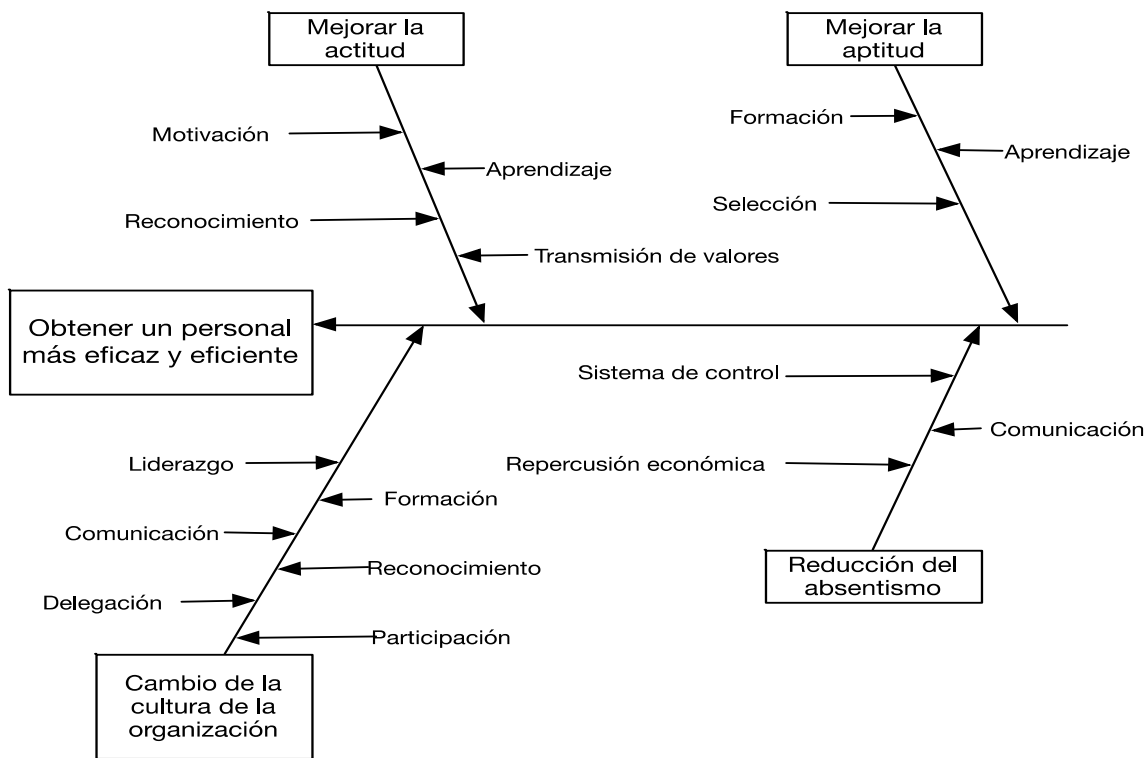 Mejorar la
actitud
Mejorar la
aptitud
Motivación
Aprendizaje
Reconocimiento
Transmisión de valores
Formación
Aprendizaje
Selección
Obtener un personal
más eficaz y eficiente
Sistema de control
Comunicación
Repercusión económica
Reducción del
absentismo
Liderazgo
Formación
Comunicación
Reconocimiento
Delegación
Participación
Cambio de la
cultura de la
organización